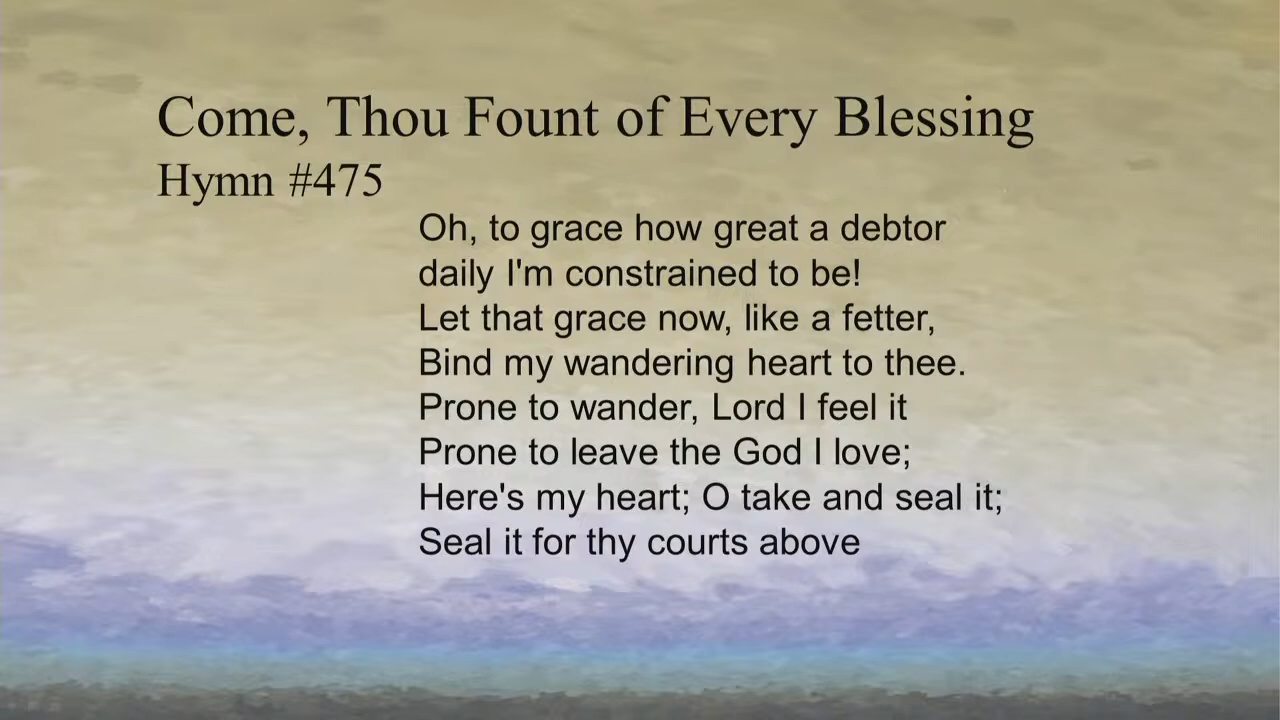 Come, Thou Fount of Every Blessing
Hymn #475
Oh, to grace how great a debtor
daily I'm constrained to be!
Let that grace now, like a fetter,
Bind my wandering heart to thee.
Prone to wander, Lord I feel it
Prone to leave the God I love;
Here's my heart; O take and seal it;
Seal it for thy courts above